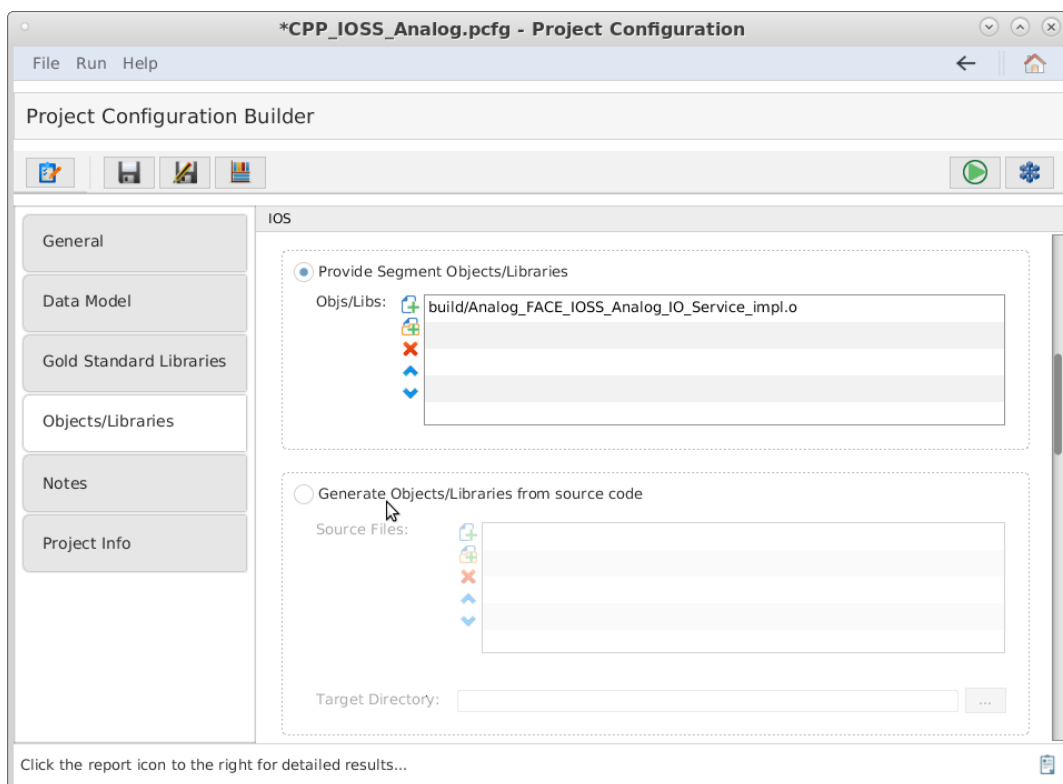 *CPP_IOSS_Analog.pcfg - Project Configuration
File Run Help
Project Configuration Builder
IOS
General
Data Model
Gold Standard Libraries
Objects/Libraries
Notes
Project Info
Provide Segment Objects/Libraries
Objs/Libs:
build/Analog_FACE_IOSS_Analog_IO_Service_impl.o
Generate Objects/Libraries from source code
Source Files:
Target Directory:
...
Click the report icon to the right for detailed results...